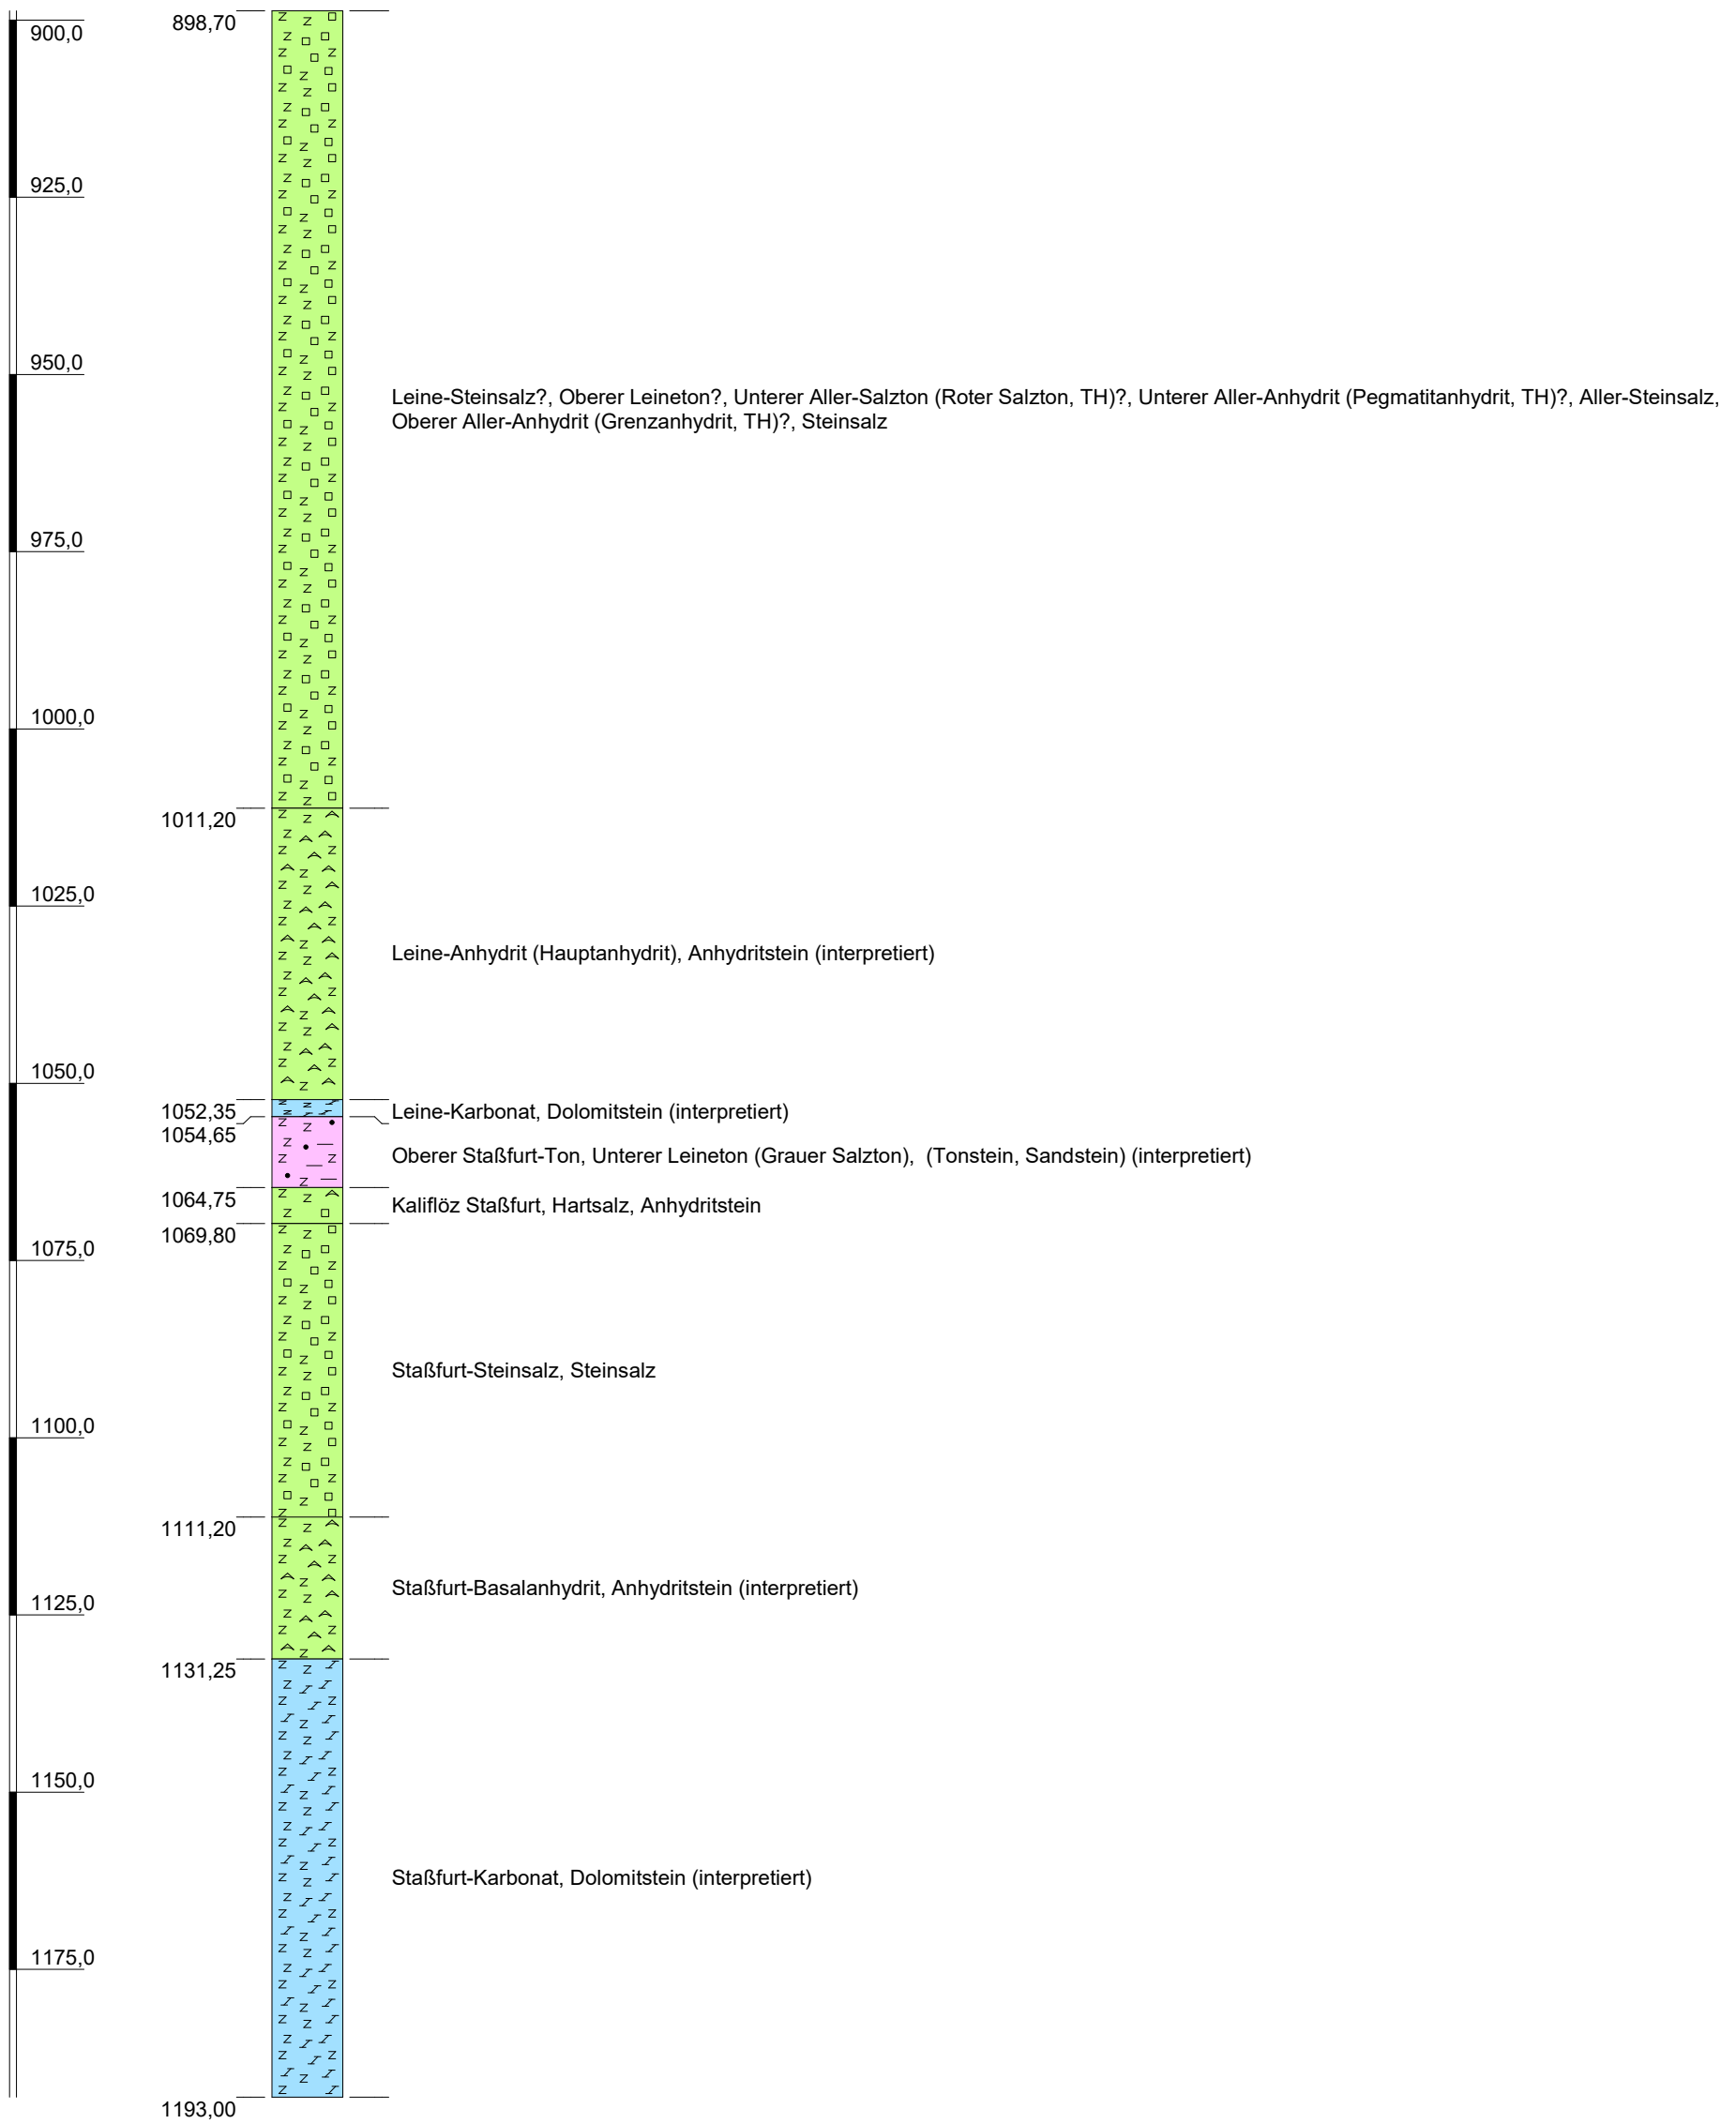 898,70
900,0
925,0
950,0
Leine-Steinsalz?, Oberer Leineton?, Unterer Aller-Salzton (Roter Salzton, TH)?, Unterer Aller-Anhydrit (Pegmatitanhydrit, TH)?, Aller-Steinsalz,
Oberer Aller-Anhydrit (Grenzanhydrit, TH)?, Steinsalz
975,0
1000,0
1011,20
1025,0
Leine-Anhydrit (Hauptanhydrit), Anhydritstein (interpretiert)
1050,0
1052,35
Leine-Karbonat, Dolomitstein (interpretiert)
1054,65
Oberer Staßfurt-Ton, Unterer Leineton (Grauer Salzton),  (Tonstein, Sandstein) (interpretiert)
1064,75
Kaliflöz Staßfurt, Hartsalz, Anhydritstein
1069,80
1075,0
Staßfurt-Steinsalz, Steinsalz
1100,0
1111,20
Staßfurt-Basalanhydrit, Anhydritstein (interpretiert)
1125,0
1131,25
1150,0
Staßfurt-Karbonat, Dolomitstein (interpretiert)
1175,0
1193,00